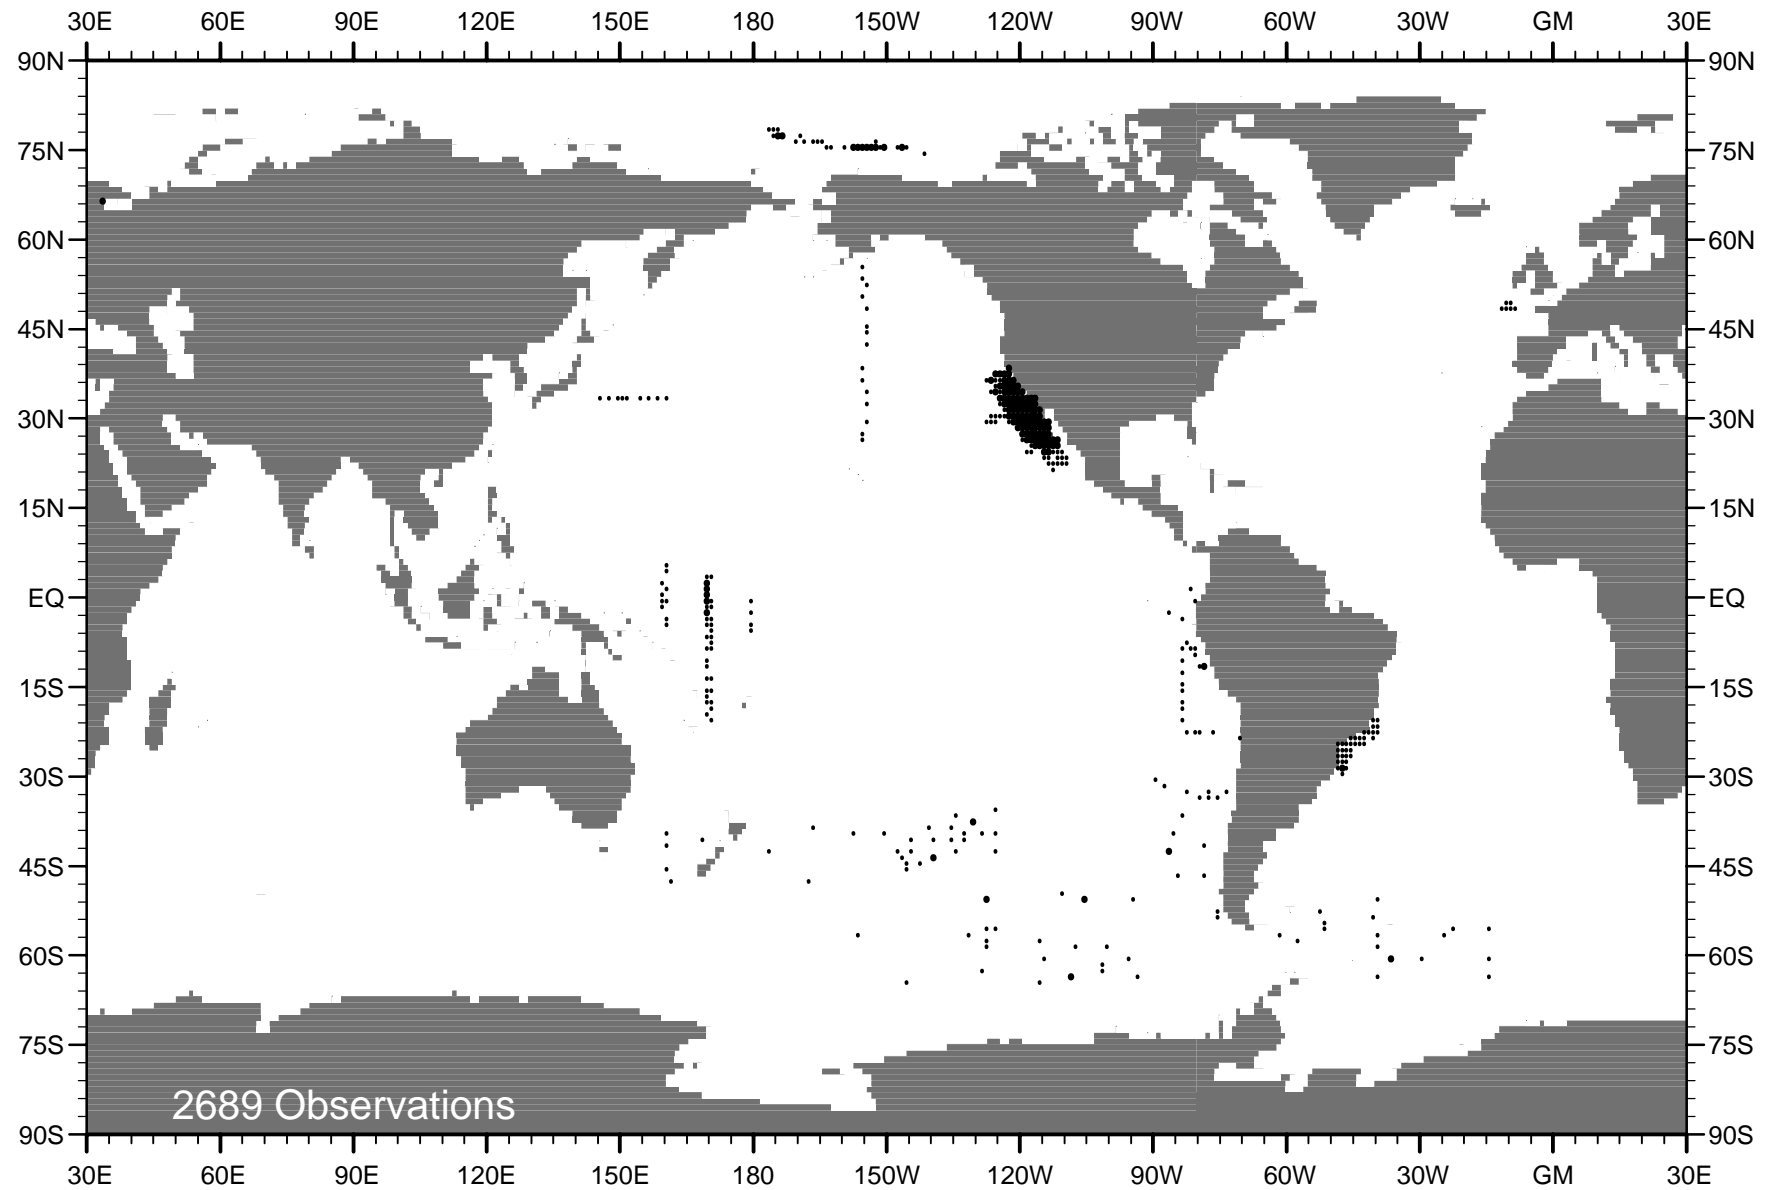 30E 60E 90E 120E 150E 180 150W 120W 90W 60W 30W GM 30E
90N 90N
75N 75N
60N 60N
45N 45N
30N 30N
15N 15N
EQ EQ
15S 15S
30S 30S
45S 45S
60S 60S
75S 75S
2689 Observations
90S 90S
30E 60E 90E 120E 150E 180 150W 120W 90W 60W 30W GM 30E